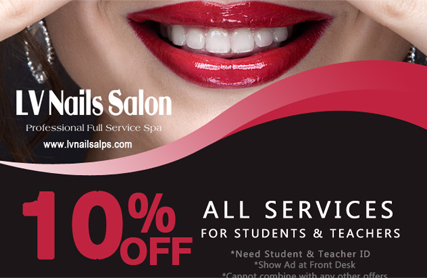 LV Nails Salon
Professional Full Service Spa
www.lvnailsalps.com
10% OFF
ALL SERVICES
FOR STUDENTS & TEACHERS
*Need Student & Teacher ID
*Show Ad at Front Desk
*Cannot combine with any other offers